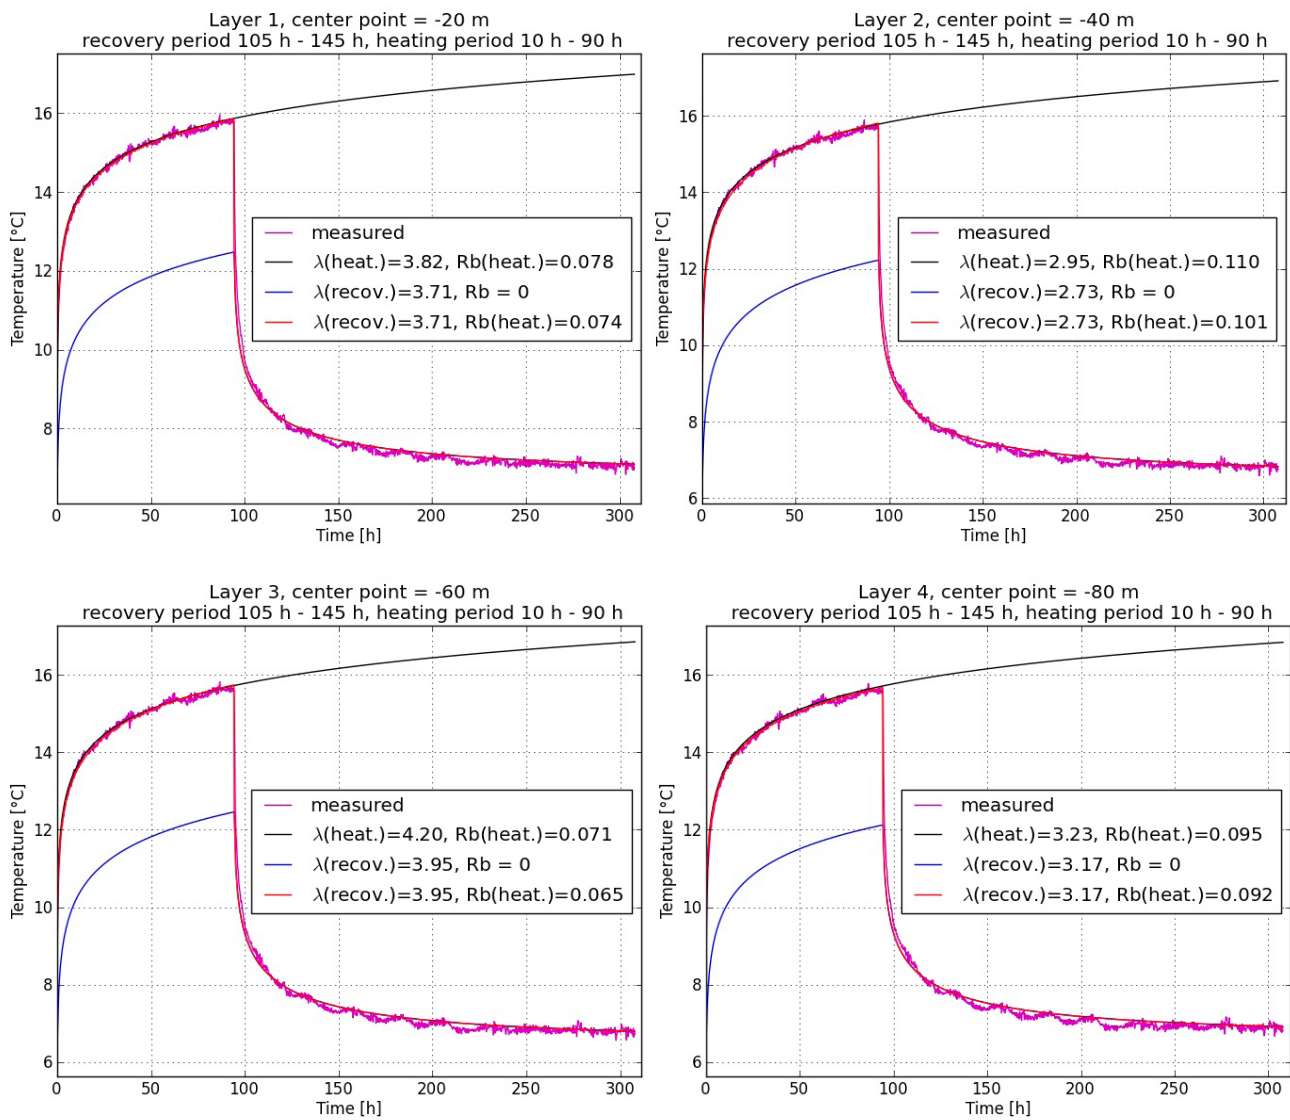 Layer 1, center point = -20 m
recovery period 105 h - 145 h, heating period 10 h - 90 h
Temperature [°C]
16
14
12
10
8
measured
λ(heat.)=3.82, Rb(heat.)=0.078
λ(recov.)=3.71, Rb = 0
λ(recov.)=3.71, Rb(heat.)=0.074
0 50 100 150 200 250 300
Time [h]
Layer 2, center point = -40 m
recovery period 105 h - 145 h, heating period 10 h - 90 h
Temperature [°C]
16
14
12
10
8
6
measured
λ(heat.)=2.95, Rb(heat.)=0.110
λ(recov.)=2.73, Rb = 0
λ(recov.)=2.73, Rb(heat.)=0.101
0 50 100 150 200 250 300
Time [h]
Layer 3, center point = -60 m
recovery period 105 h - 145 h, heating period 10 h - 90 h
Temperature [°C]
16
14
12
10
8
6
measured
λ(heat.)=4.20, Rb(heat.)=0.071
λ(recov.)=3.95, Rb = 0
λ(recov.)=3.95, Rb(heat.)=0.065
0 50 100 150 200 250 300
Time [h]
Layer 4, center point = -80 m
recovery period 105 h - 145 h, heating period 10 h - 90 h
Temperature [°C]
16
14
12
10
8
6
measured
λ(heat.)=3.23, Rb(heat.)=0.095
λ(recov.)=3.17, Rb = 0
λ(recov.)=3.17, Rb(heat.)=0.092
0 50 100 150 200 250 300
Time [h]